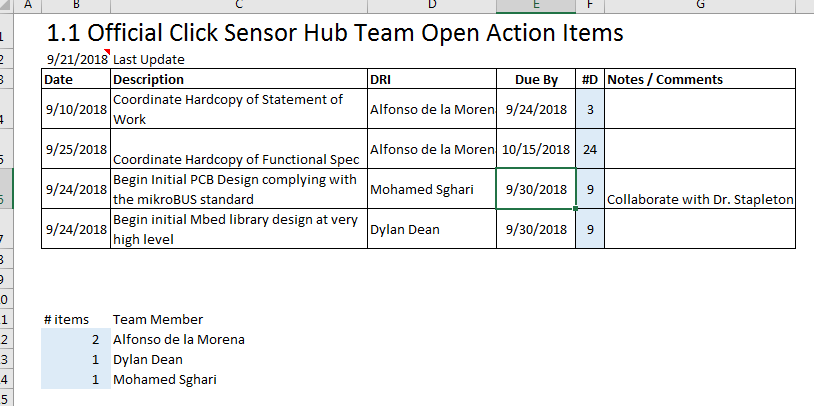 A B C D E F G
1.1 Official Click Sensor Hub Team Open Action Items
9/21/2018 Last Update
Date Description DRI Due By #D Notes / Comments
9/10/2018 Coordinate Hardcopy of Statement of
Work Alfonso de la Moren 9/24/2018 3
9/25/2018 Coordinate Hardcopy of Functional Spec Alfonso de la Moren 10/15/2018 24
9/24/2018 Begin Initial PCB Design complying with
the mikroBUS standard Mohamed Sghari 9/30/2018 9 Collaborate with Dr. Stapleton
9/24/2018 Begin initial Mbed library design at very
high level Dylan Dean 9/30/2018 9
# items Team Member
2 Alfonso de la Morena
1 Dylan Dean
1 Mohamed Sghari